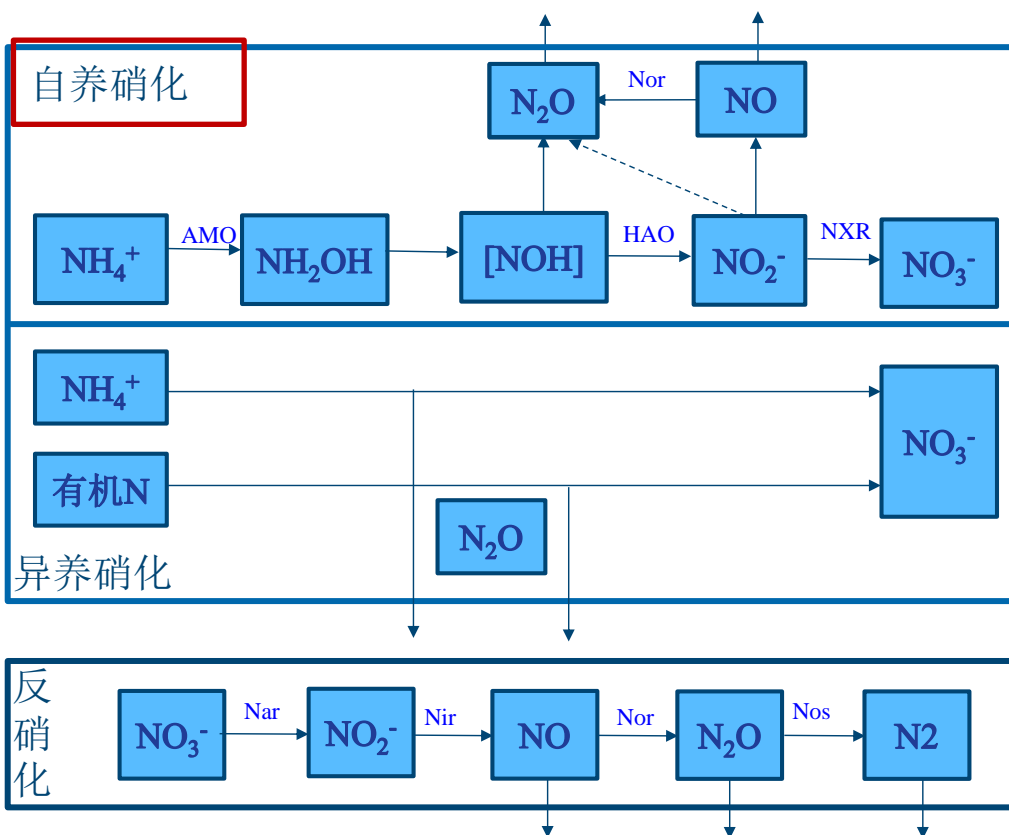 自养硝化
N₂O
Nor
NO
NH₄⁺
AMO
NH₂OH
[NOH]
HAO
NO₂⁻
NXR
NO₃⁻
NH₄⁺
NO₃⁻
有机N
N₂O
异养硝化
反
硝
化
NO₃⁻
Nar
NO₂⁻
Nir
NO
Nor
N₂O
Nos
N2